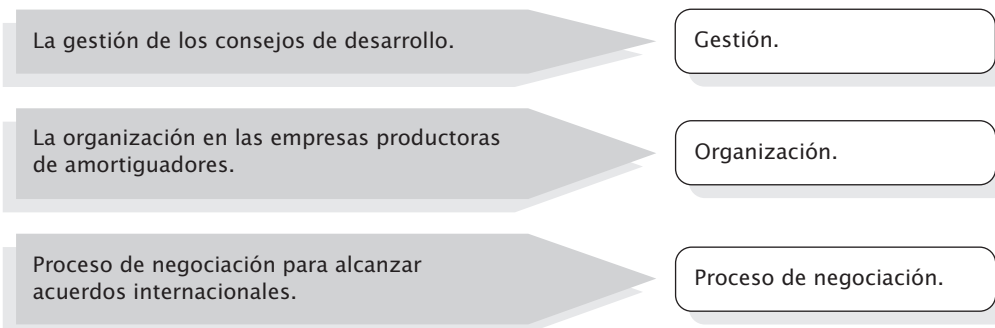 La gestión de los consejos de desarrollo.
Gestión.
La organización en las empresas productoras
de amortiguadores.
Organización.
Proceso de negociación para alcanzar
acuerdos internacionales.
Proceso de negociación.